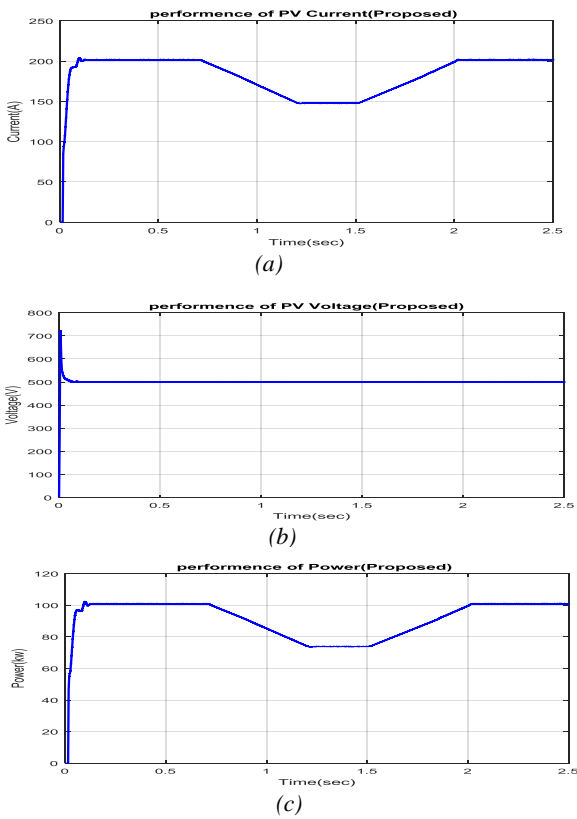 performence of PV Current(Proposed)
250
200
150
100
50
0
Current(A)
0 0.5 1 1.5 2 2.5
Time(sec)
(a)
performence of PV Voltage(Proposed)
800
700
600
500
400
300
200
100
0
Voltage(V)
0 0.5 1 1.5 2 2.5
Time(sec)
(b)
performence of Power(Proposed)
120
100
80
60
40
20
0
Power(kw)
0 0.5 1 1.5 2 2.5
Time(sec)
(c)